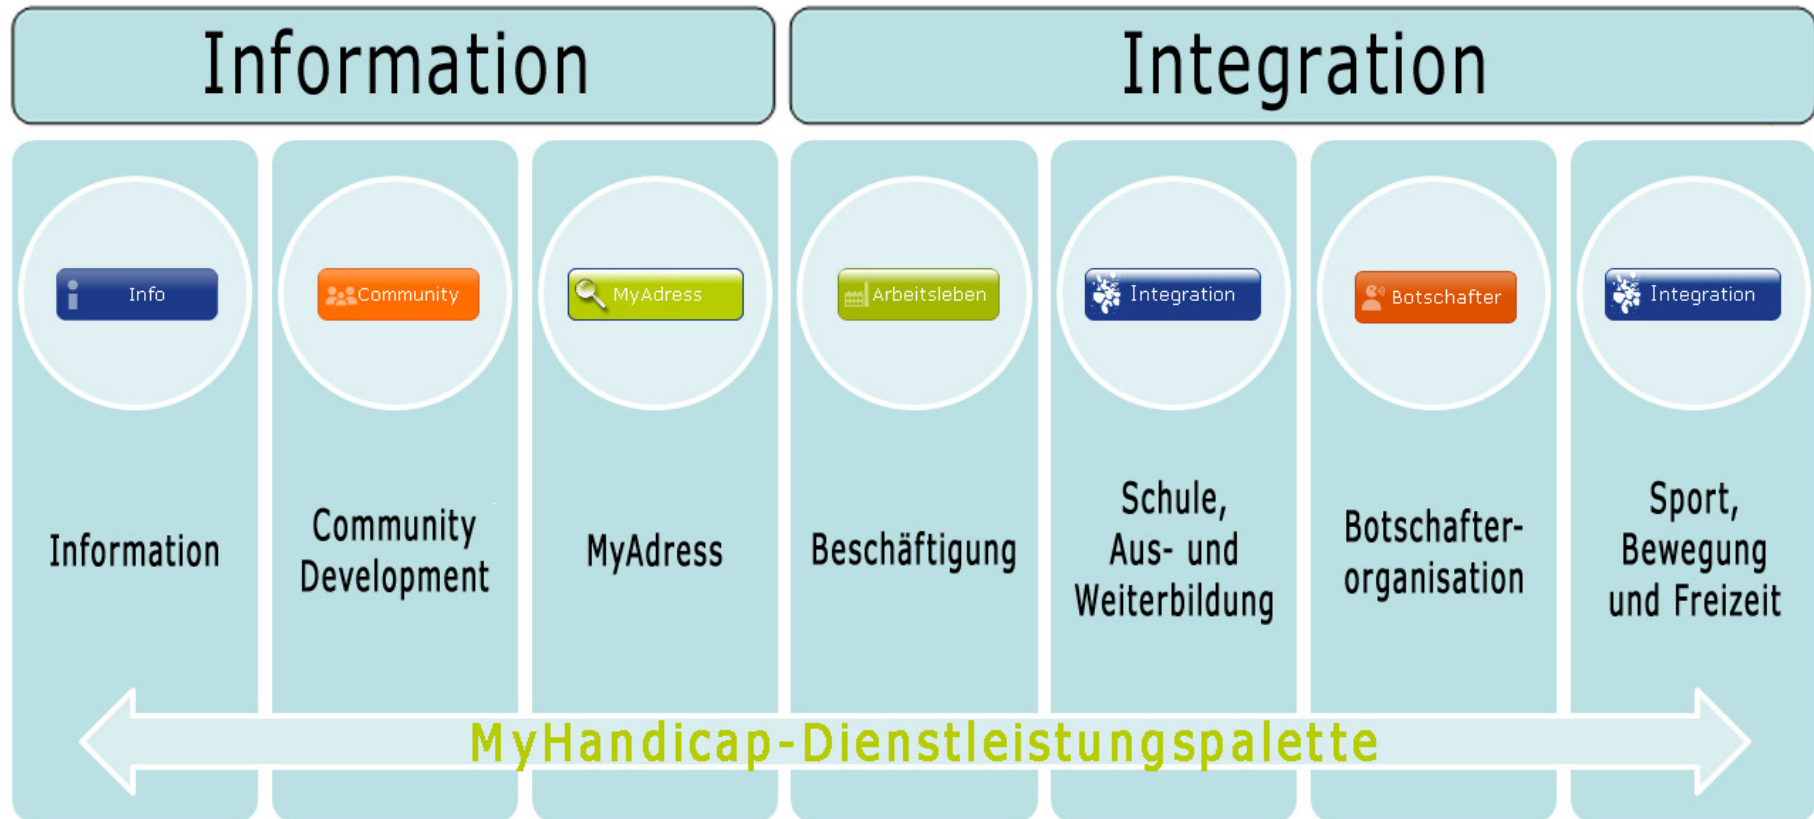 Information
Integration
Info
Community
MyAdress
Arbeitsleben
Integration
Botschafter
Integration
Information
Community
Development
MyAdress
Beschäftigung
Schule,
Aus- und
Weiterbildung
Botschafter-
organisation
Sport,
Bewegung
und Freizeit
MyHandicap-Dienstleistungspalette